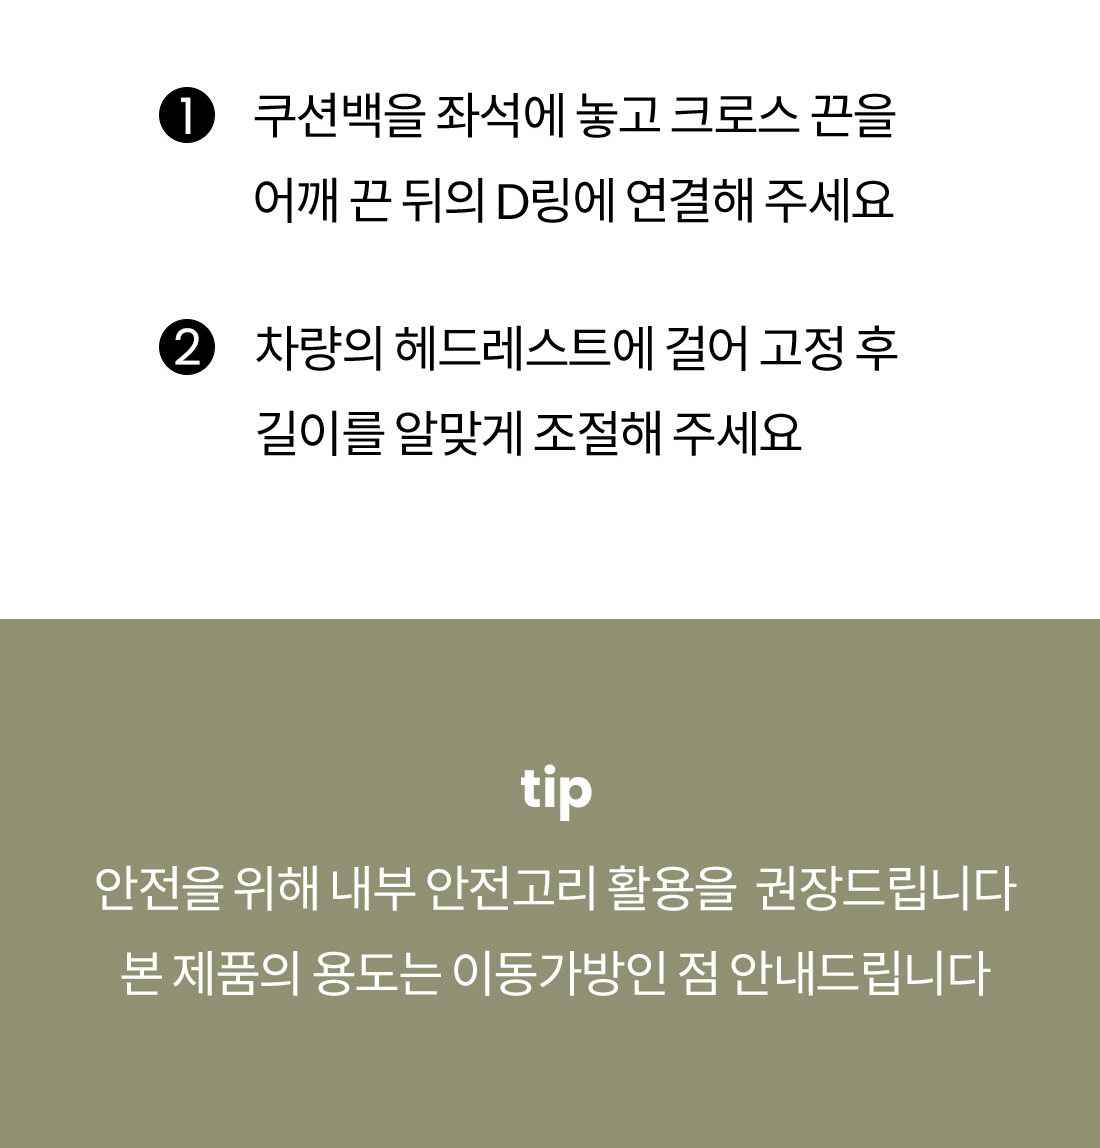 1 쿠션백을 좌석에 놓고 크로스 끈을
어깨 끈 뒤의 D링에 연결해 주세요
2 차량의 헤드레스트에 걸어 고정 후
길이를 알맞게 조절해 주세요
tip
안전을 위해 내부 안전고리 활용을 권장드립니다
본 제품의 용도는 이동가방인 점 안내드립니다